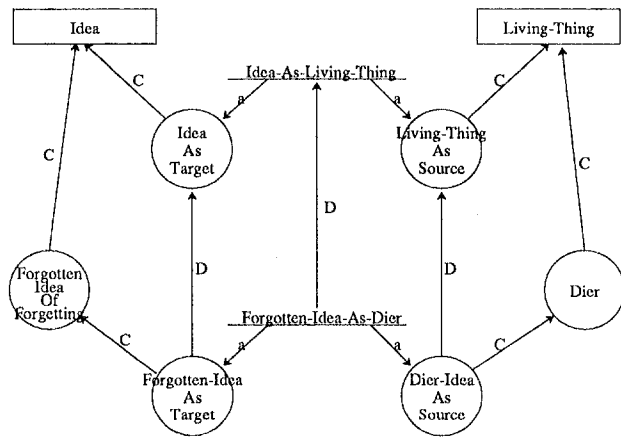 Idea
Living-Thing
Idea-As-Living-Thing
C
a
a
C
Idea
As
Target
Living-Thing
As
Source
C
C
D
D
D
Forgotten
Idea
Of
Forgetting
Dier
Forgotten-Idea-As-Dier
C
a
a
C
Forgotten-Idea
As
Target
Dier-Idea
As
Source